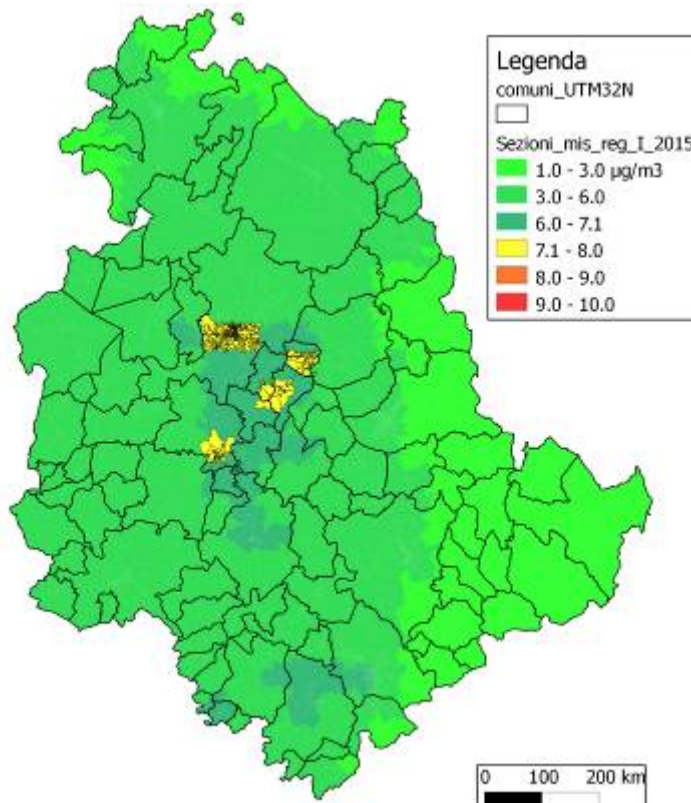 Legenda
comuni_UTM32N
Sezioni_mis_reg_I_2015
1.0 - 3.0 µg/m3
3.0 - 6.0
6.0 - 7.1
7.1 - 8.0
8.0 - 9.0
9.0 - 10.0
0 100 200 km